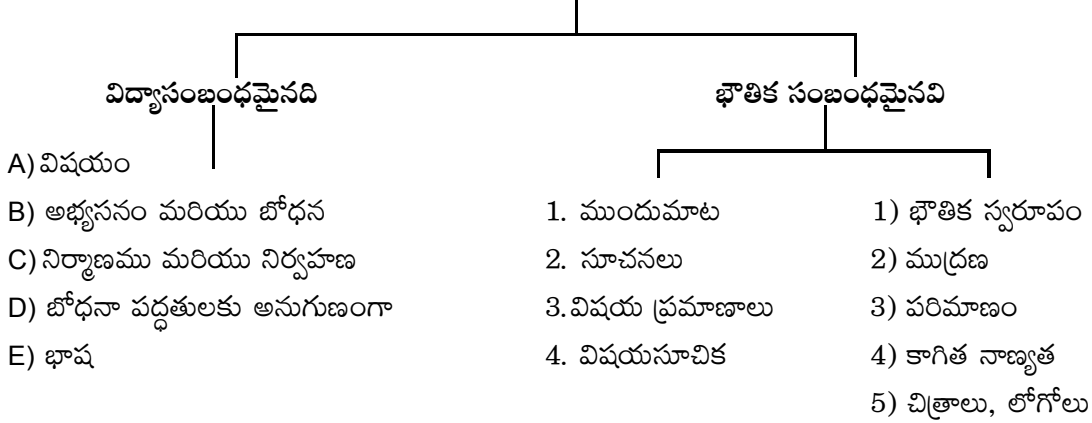 విద్యాసంబంధమైనది
భౌతిక సంబంధమైనవి
A) విషయం
B) అభ్యసనం మరియు బోధన
C) నిర్మాణము మరియు నిర్వహణ
D) బోధనా పద్ధతులకు అనుగుణంగా
E) భాష
1. ముందుమాట
2. సూచనలు
3. విషయ ప్రమాణాలు
4. విషయసూచిక
1) భౌతిక స్వరూపం
2) ముద్రణ
3) పరిమాణం
4) కాగిత నాణ్యత
5) చిత్రాలు, లోగోలు